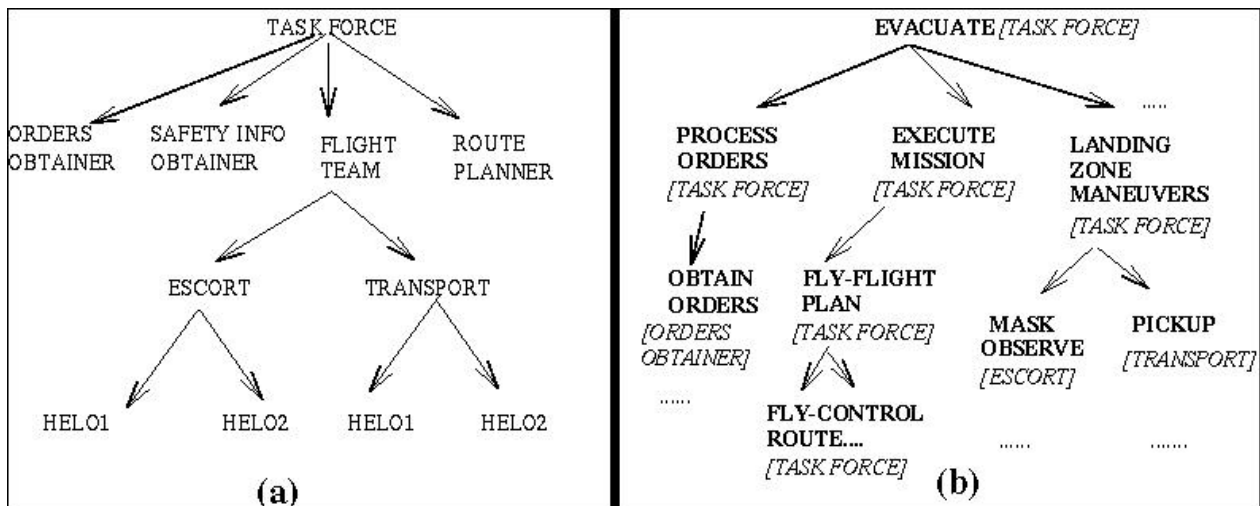 TASK FORCE
ORDERS
OBTAINER
SAFETY INFO
OBTAINER
FLIGHT
TEAM
ROUTE
PLANNER
ESCORT
TRANSPORT
HELO1
HELO2
HELO1
HELO2
(a)
EVACUATE [TASK FORCE]
PROCESS
ORDERS
[TASK FORCE]
EXECUTE
MISSION
[TASK FORCE]
.....
LANDING
ZONE
MANEUVERS
[TASK FORCE]
OBTAIN
ORDERS
[ORDERS
OBTAINER]
......
FLY-FLIGHT
PLAN
[TASK FORCE]
MASK
OBSERVE
[ESCORT]
......
PICKUP
[TRANSPORT]
.......
FLY-CONTROL
ROUTE....
[TASK FORCE]
(b)